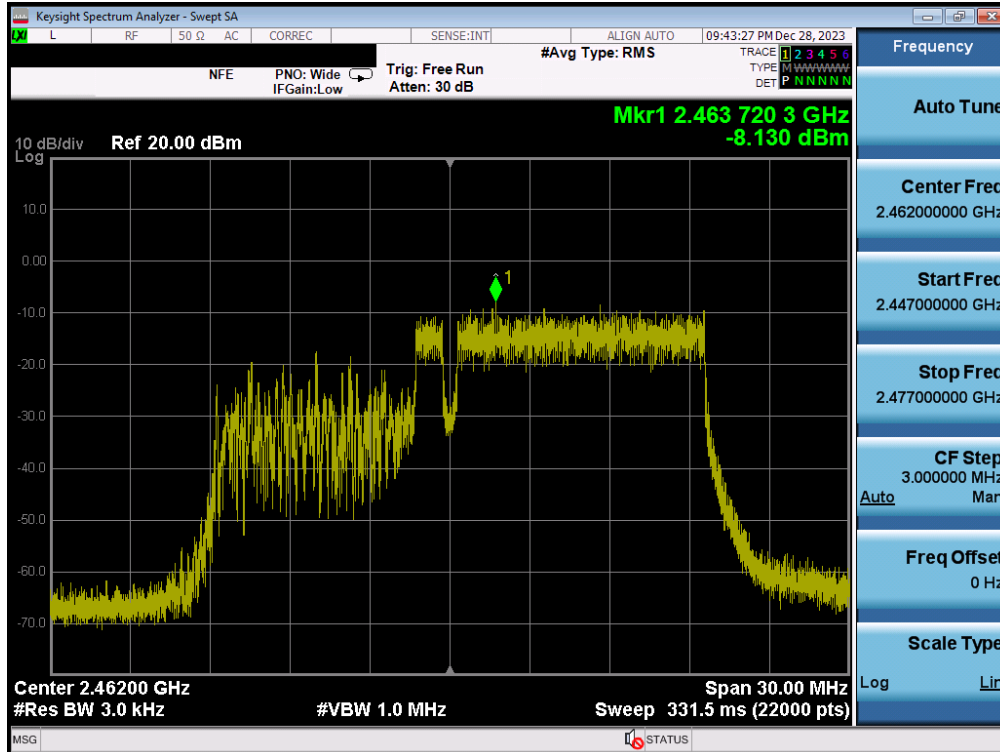 Keysight Spectrum Analyzer - Swept SA
LXI L RF 50 Ω AC CORREC SENSE:INT ALIGN AUTO 09:43:27 PM Dec 28, 2023
NFE PNO: Wide Trig: Free Run #Avg Type: RMS TRACE 1 2 3 4 5 6
IFGain:Low Atten: 30 dB TYPE M W W W W W
DET P N N N N N
Mkr1 2.463 720 3 GHz
-8.130 dBm
10 dB/div Ref 20.00 dBm
Log
1
10.0
0.00
-10.0
-20.0
-30.0
-40.0
-50.0
-60.0
-70.0
Center 2.46200 GHz Span 30.00 MHz
#Res BW 3.0 kHz #VBW 1.0 MHz Sweep 331.5 ms (22000 pts)
MSG STATUS
Frequency
Auto Tune
Center Freq
2.462000000 GHz
Start Freq
2.447000000 GHz
Stop Freq
2.477000000 GHz
CF Step
3.000000 MHz
Auto Man
Freq Offset
0 Hz
Scale Type
Log Lin